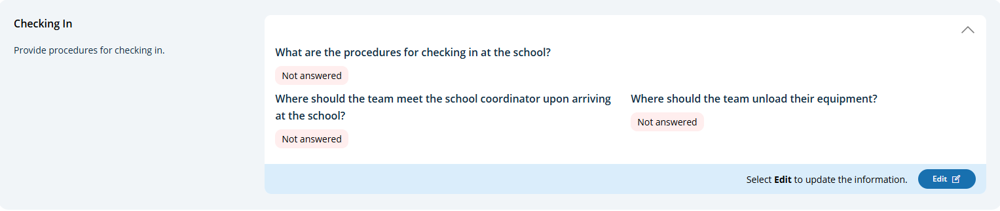 Checking In
Provide procedures for checking in.
What are the procedures for checking in at the school?
Not answered
Where should the team meet the school coordinator upon arriving
at the school?
Not answered
Where should the team unload their equipment?
Not answered
Select Edit to update the information.
Edit